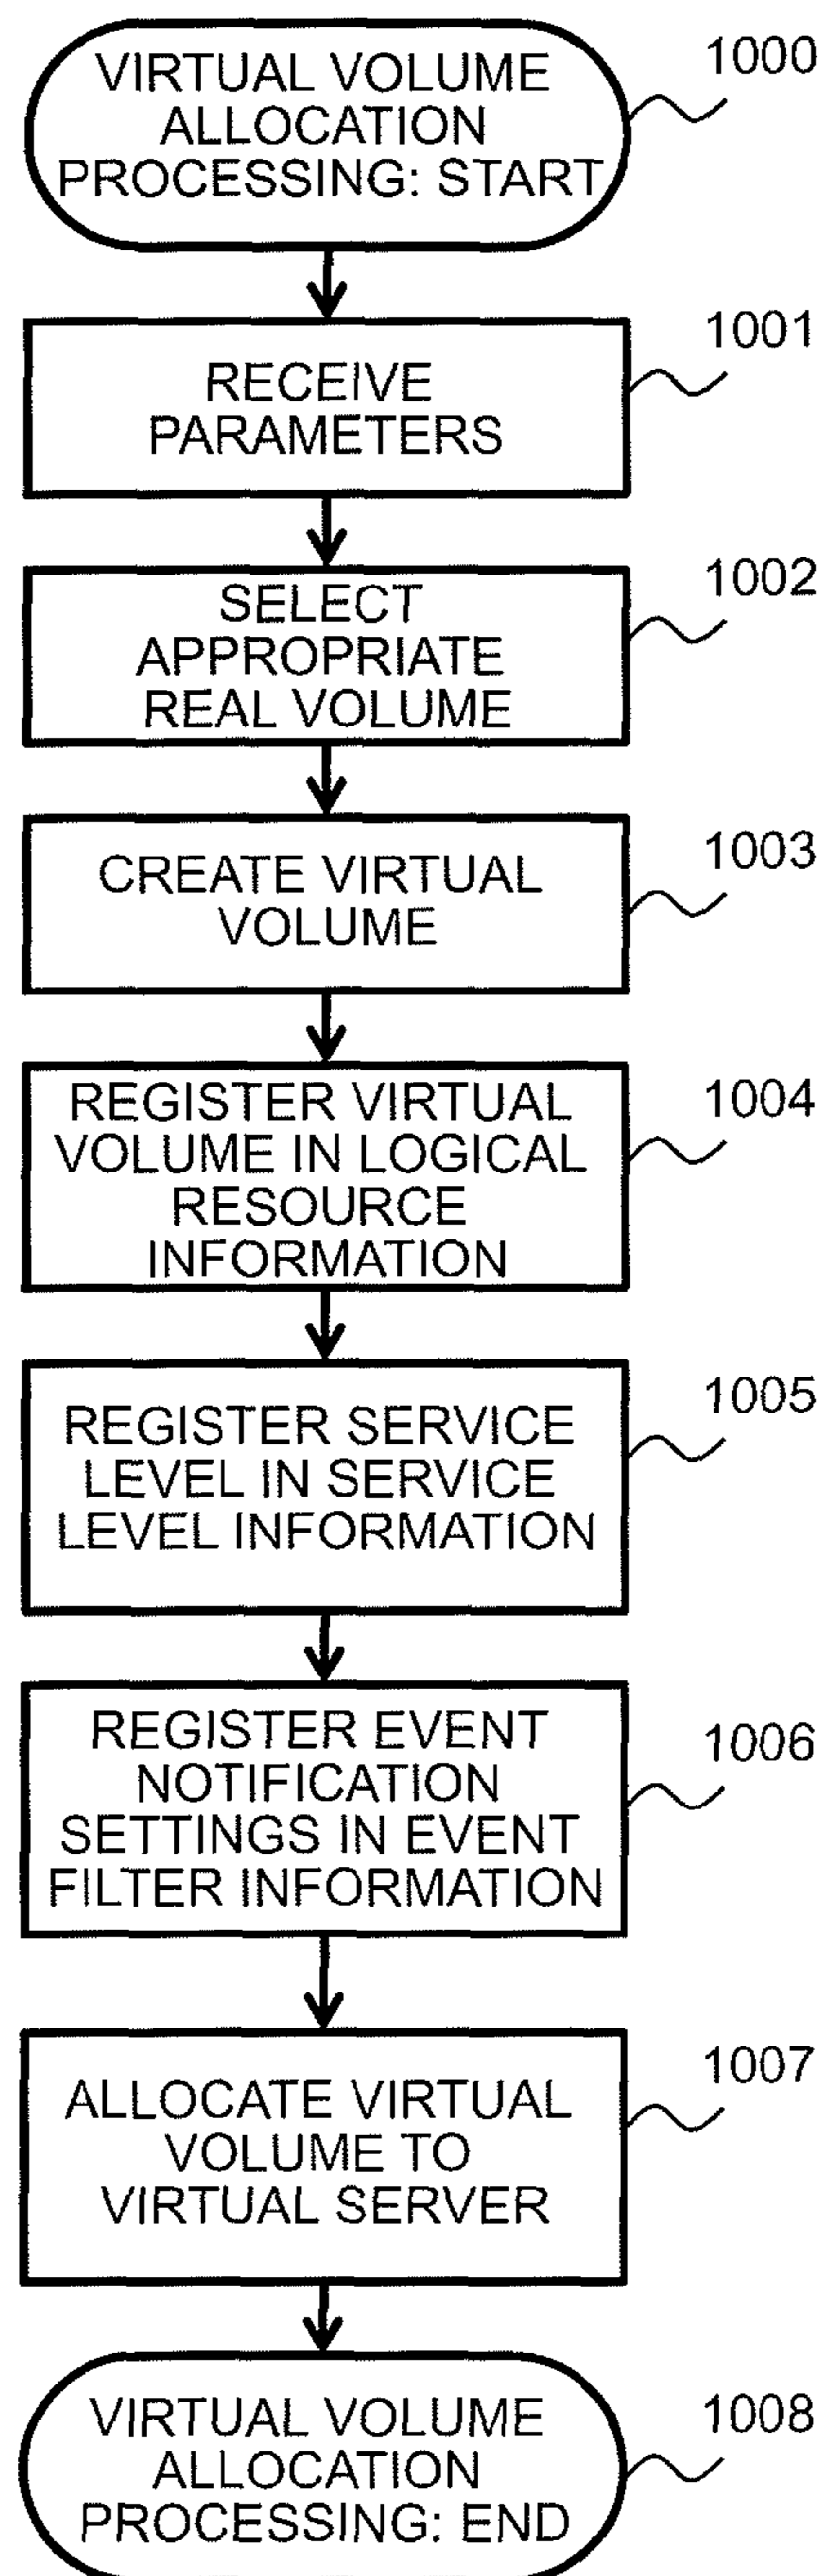 VIRTUAL VOLUME
ALLOCATION
PROCESSING: START
1000
RECEIVE
PARAMETERS
1001
SELECT
APPROPRIATE
REAL VOLUME
1002
CREATE VIRTUAL
VOLUME
1003
REGISTER VIRTUAL
VOLUME IN LOGICAL
RESOURCE
INFORMATION
1004
REGISTER SERVICE
LEVEL IN SERVICE
LEVEL INFORMATION
1005
REGISTER EVENT
NOTIFICATION
SETTINGS IN EVENT
FILTER INFORMATION
1006
ALLOCATE VIRTUAL
VOLUME TO
VIRTUAL SERVER
1007
VIRTUAL VOLUME
ALLOCATION
PROCESSING: END
1008